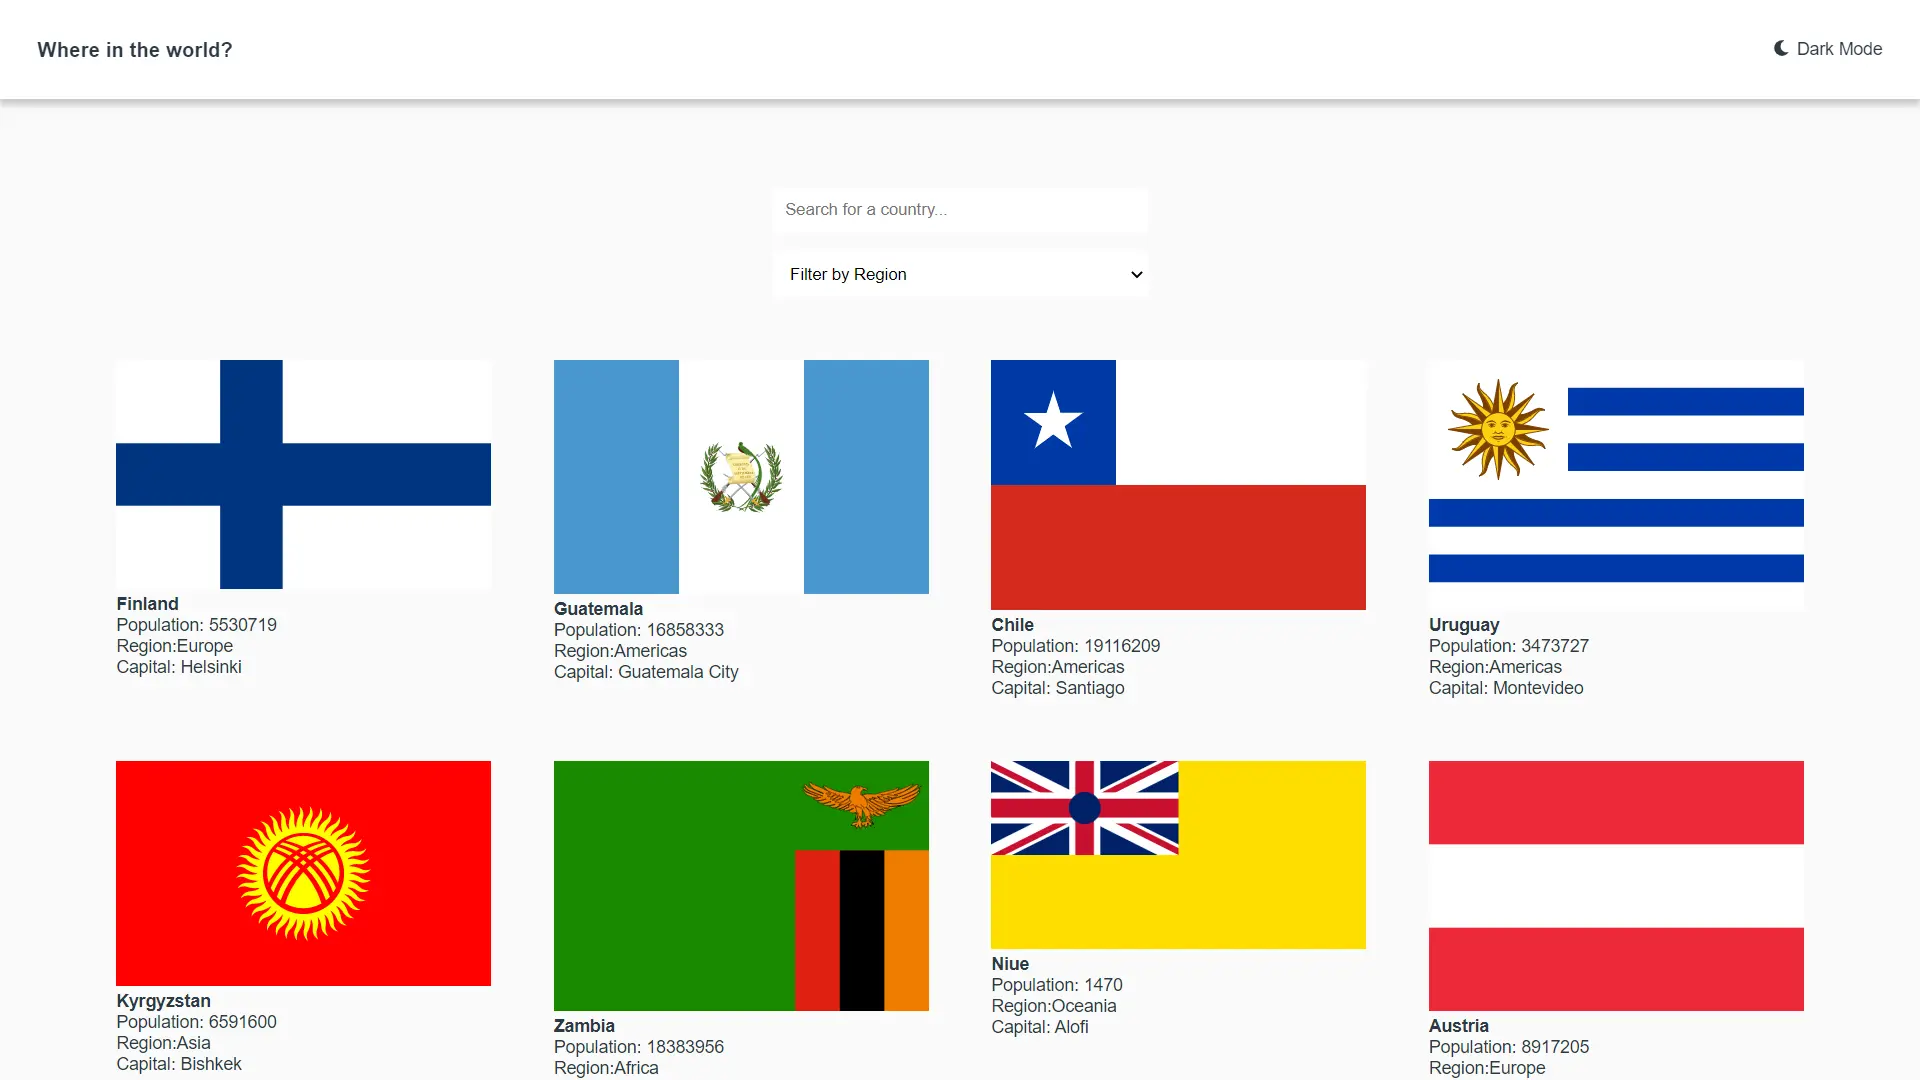 Where in the world?
Dark Mode
Search for a country...
Filter by Region
Finland
Population: 5530719
Region:Europe
Capital: Helsinki
Guatemala
Population: 16858333
Region:Americas
Capital: Guatemala City
Chile
Population: 19116209
Region:Americas
Capital: Santiago
Uruguay
Population: 3473727
Region:Americas
Capital: Montevideo
Kyrgyzstan
Population: 6591600
Region:Asia
Capital: Bishkek
Zambia
Population: 18383956
Region:Africa
Niue
Population: 1470
Region:Oceania
Capital: Alofi
Austria
Population: 8917205
Region:Europe